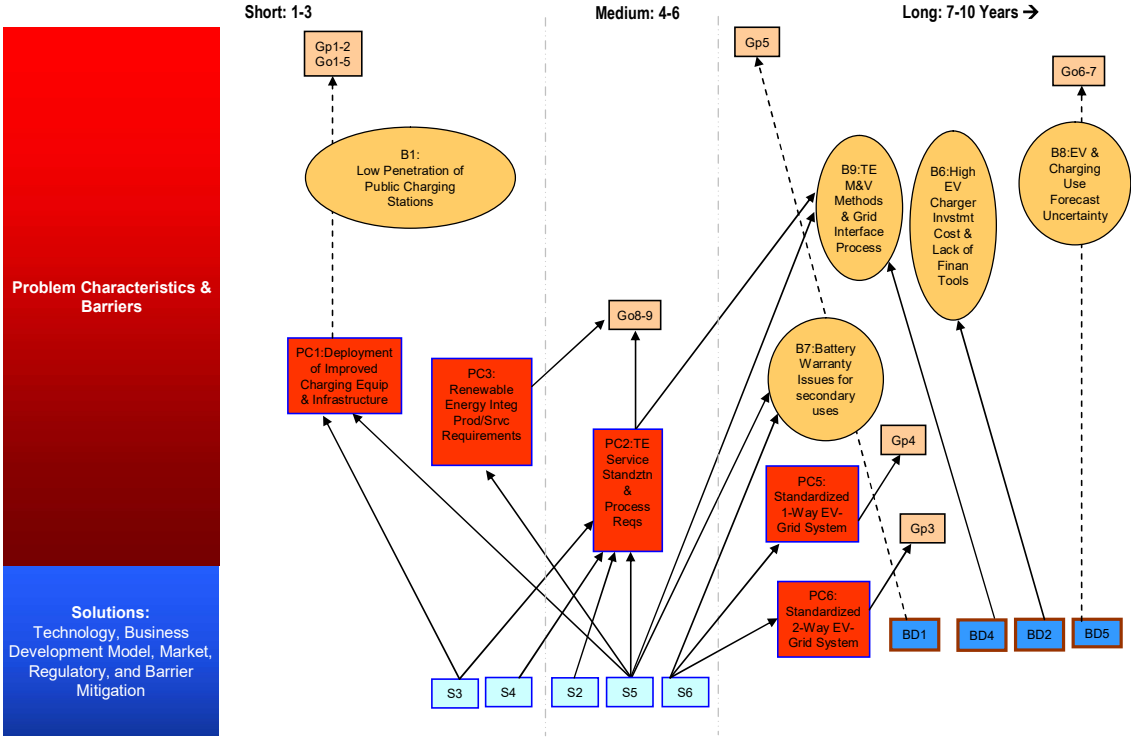 Short: 1-3
Medium: 4-6
Long: 7-10 Years →
Problem Characteristics &
Barriers
Solutions:
Technology, Business
Development Model, Market,
Regulatory, and Barrier
Mitigation
Gp1-2
Go1-5
Gp5
Go6-7
B1:
Low Penetration of
Public Charging
Stations
B9:TE
M&V
Methods
& Grid
Interface
Process
B6:High
EV
Charger
Invstmt
Cost &
Lack of
Finan
Tools
B8:EV &
Charging
Use
Forecast
Uncertainty
Go8-9
PC1:Deployment
of Improved
Charging Equip
& Infrastructure
PC3:
Renewable
Energy Integ
Prod/Srvc
Requirements
B7:Battery
Warranty
Issues for
secondary
uses
PC2:TE
Service
Standztn
&
Process
Reqs
Gp4
PC5:
Standardized
1-Way EV-
Grid System
Gp3
PC6:
Standardized
2-Way EV-
Grid System
BD1
BD4
BD2
BD5
S3
S4
S2
S5
S6